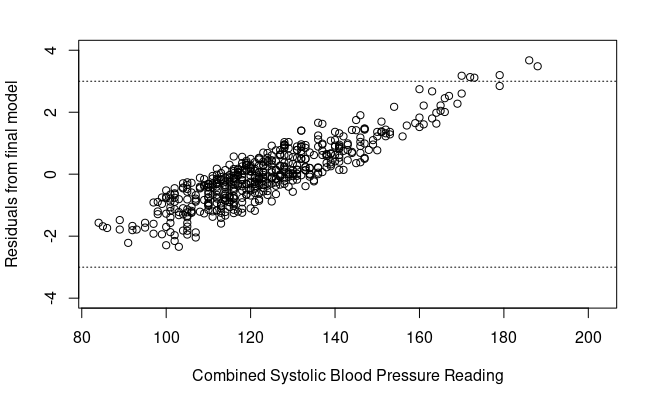 4
2
0
-2
-4
Residuals from final model
80 100 120 140 160 180 200
Combined Systolic Blood Pressure Reading